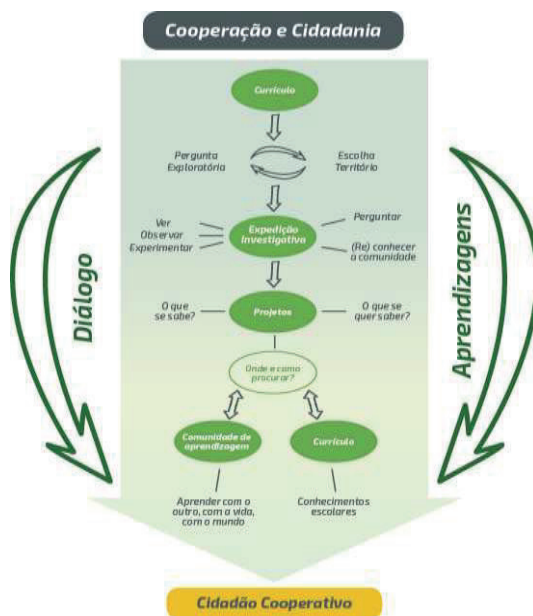 Cooperação e Cidadania
Currículo
Pergunta
Exploratória
Escolha
Território
Ver
Observar
Experimentar
Expedição
Investigativa
Perguntar
(Re) conhecer
a comunidade
O que
se sabe?
Projetos
O que se
quer saber?
Onde e como
procurar?
Comunidade de
aprendizagem
Currículo
Aprender com o
outro, com a vida,
com o mundo
Conhecimentos
escolares
Diálogo
Aprendizagens
Cidadão Cooperativo